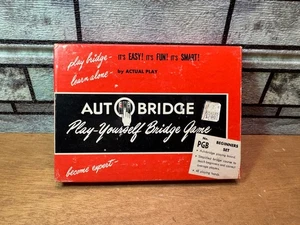 play bridge - IT'S EASY! IT'S FUN! IT'S SMART!
learn alone - by ACTUAL PLAY
AUTOBRIDGE
Play-Yourself Bridge Game
become expert -
PGB
BEGINNERS
SET